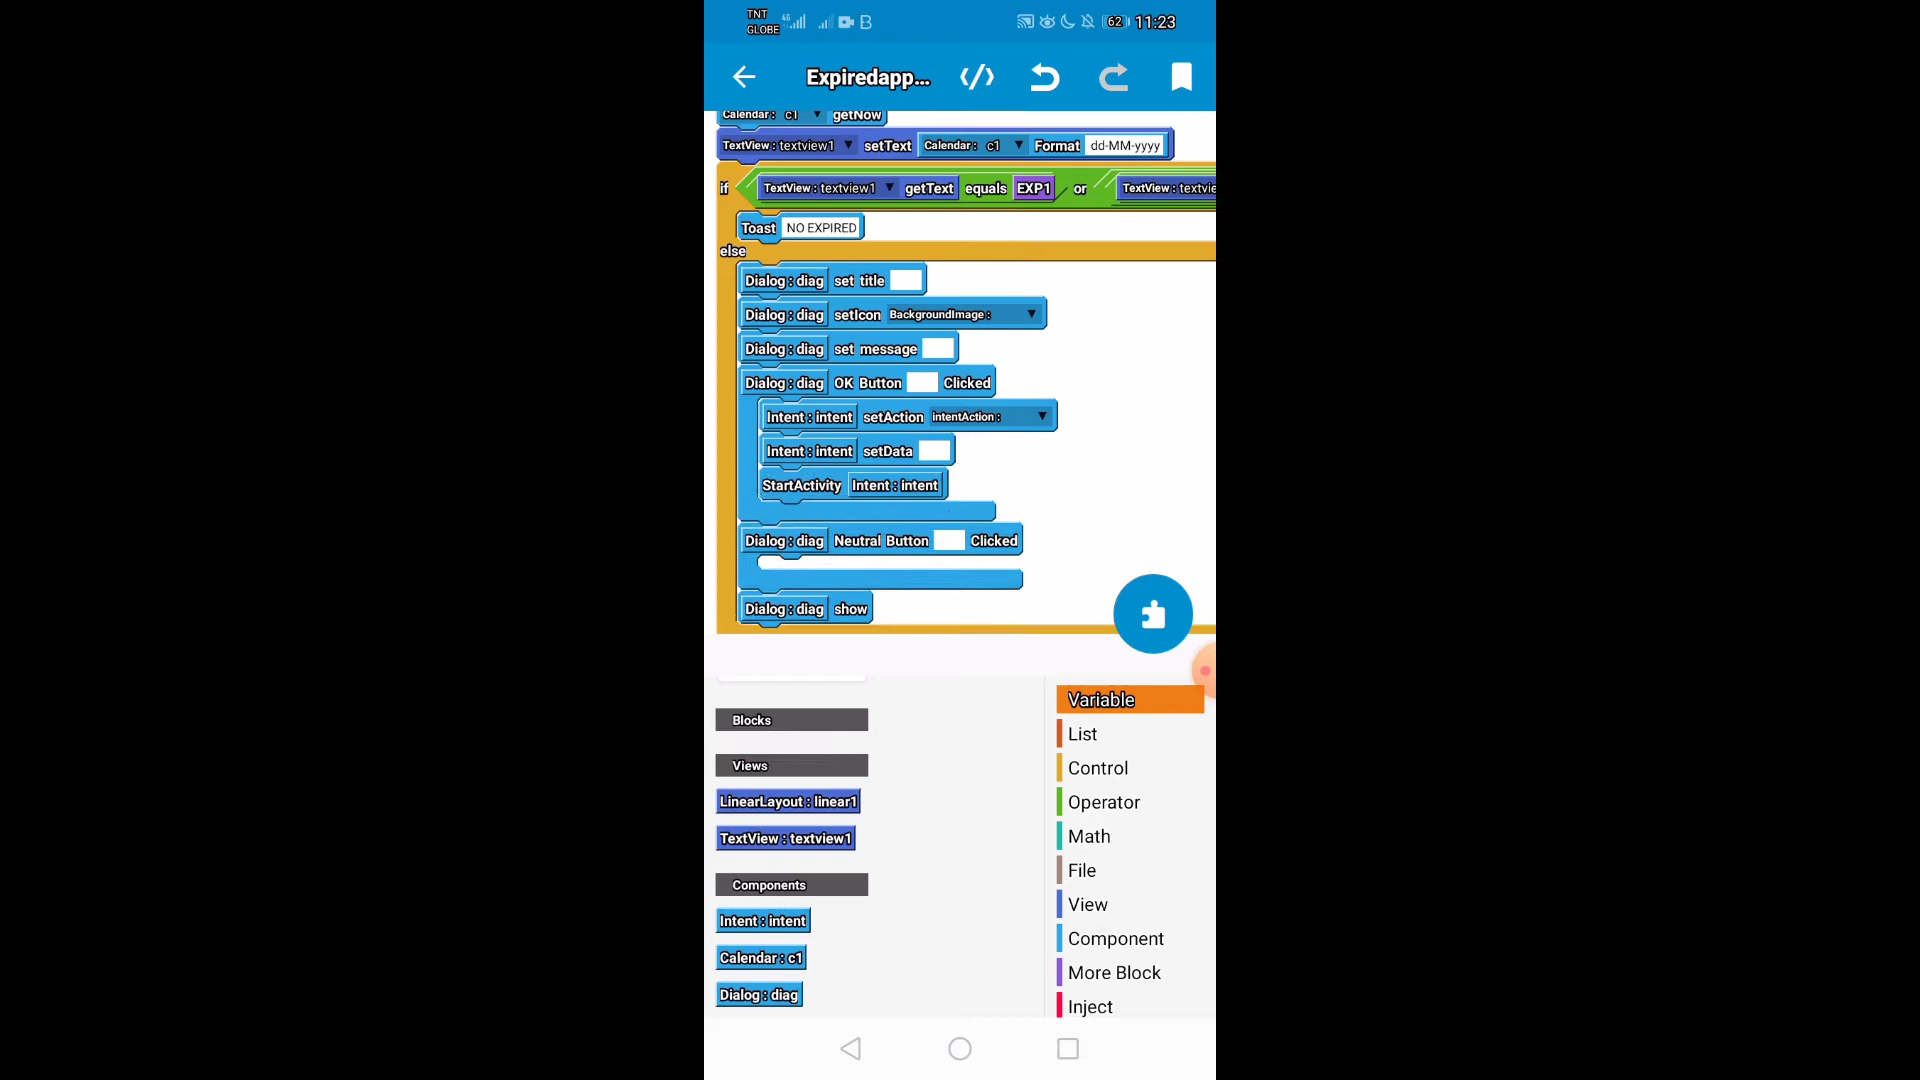 TNT
GLOBE 4G B 62 11:23
Expiredapp...
Calendar : c1 getNow
TextView : textview1 setText Calendar : c1 Format dd-MM-yyyy
if TextView : textview1 getText equals EXP1 or TextView : textvie
Toast NO EXPIRED
else
Dialog : diag set title
Dialog : diag setIcon BackgroundImage :
Dialog : diag set message
Dialog : diag OK Button Clicked
Intent : intent setAction intentAction :
Intent : intent setData
StartActivity Intent : intent
Dialog : diag Neutral Button Clicked
Dialog : diag show
Blocks
Views
LinearLayout : linear1
TextView : textview1
Components
Intent : intent
Calendar : c1
Dialog : diag
Variable
List
Control
Operator
Math
File
View
Component
More Block
Inject